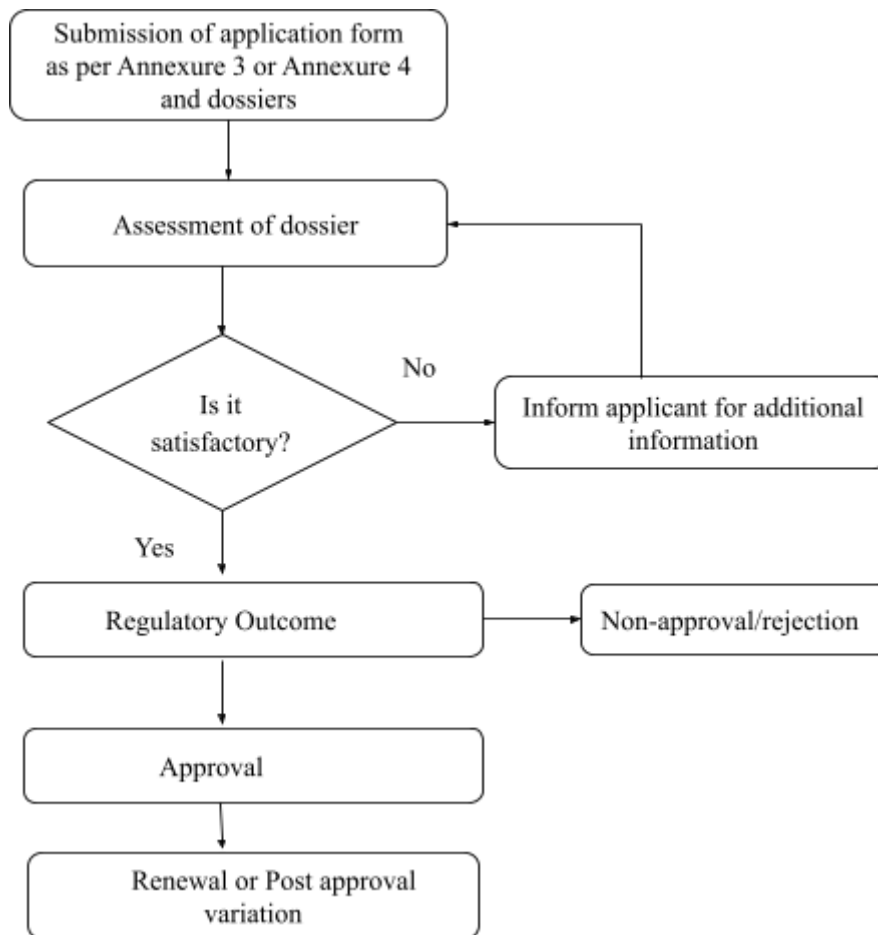 Submission of application form
as per Annexure 3 or Annexure 4
and dossiers
Assessment of dossier
Is it
satisfactory?
No
Inform applicant for additional
information
Yes
Regulatory Outcome
Non-approval/rejection
Approval
Renewal or Post approval
variation